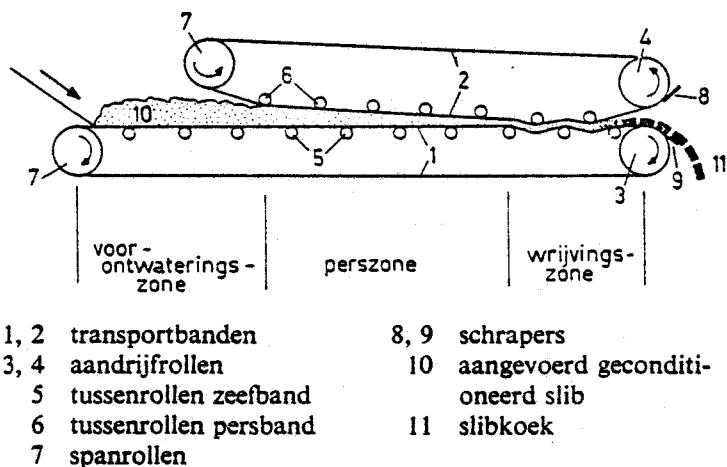 7
4
6
2
8
10
7
5
1
3
9
11
voor-
ontwaterings-
zone
perszone
wrijvings-
zone
1, 2 transportbanden
3, 4 aandrijfrollen
5 tussenrollen zeefband
6 tussenrollen persband
7 spanrollen
8, 9 schrapers
10 aangevoerd geconditi-
oneerd slib
11 slibkoek